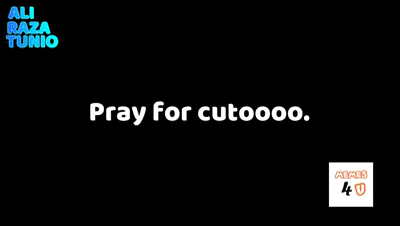 ALI
RAZA
TUNIO
Pray for cutoooo.
MEMES
4 U